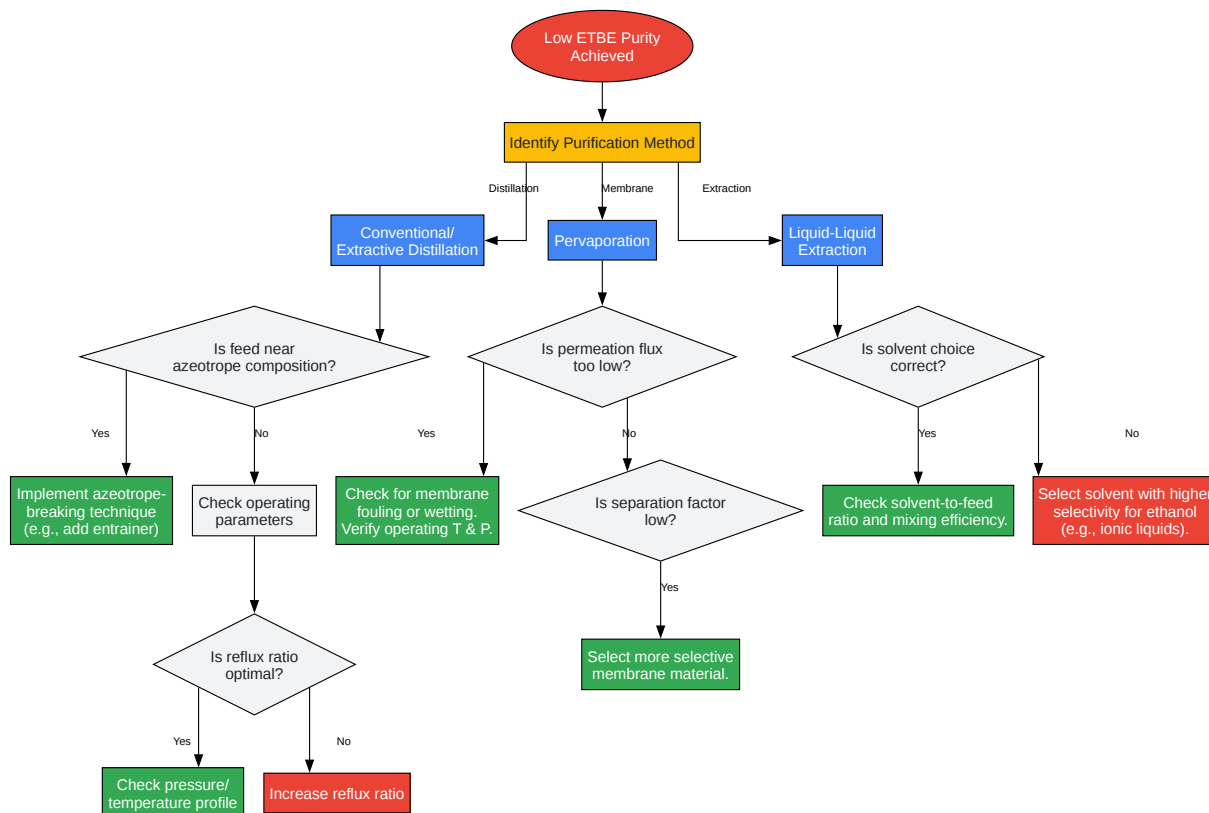 Low ETBE Purity
Achieved
Identify Purification Method
Distillation
Membrane
Extraction
Conventional/
Extractive Distillation
Pervaporation
Liquid-Liquid
Extraction
Is feed near
azeotrope composition?
Is permeation flux
too low?
Is solvent choice
correct?
Yes
No
Yes
No
Yes
No
Implement azeotrope-
breaking technique
(e.g., add entrainer)
Check operating
parameters
Check for membrane
fouling or wetting.
Verify operating T & P.
Is separation factor
low?
Check solvent-to-feed
ratio and mixing efficiency.
Select solvent with higher
selectivity for ethanol
(e.g., ionic liquids).
Yes
Is reflux ratio
optimal?
Select more selective
membrane material.
Yes
No
Check pressure/
temperature profile
Increase reflux ratio